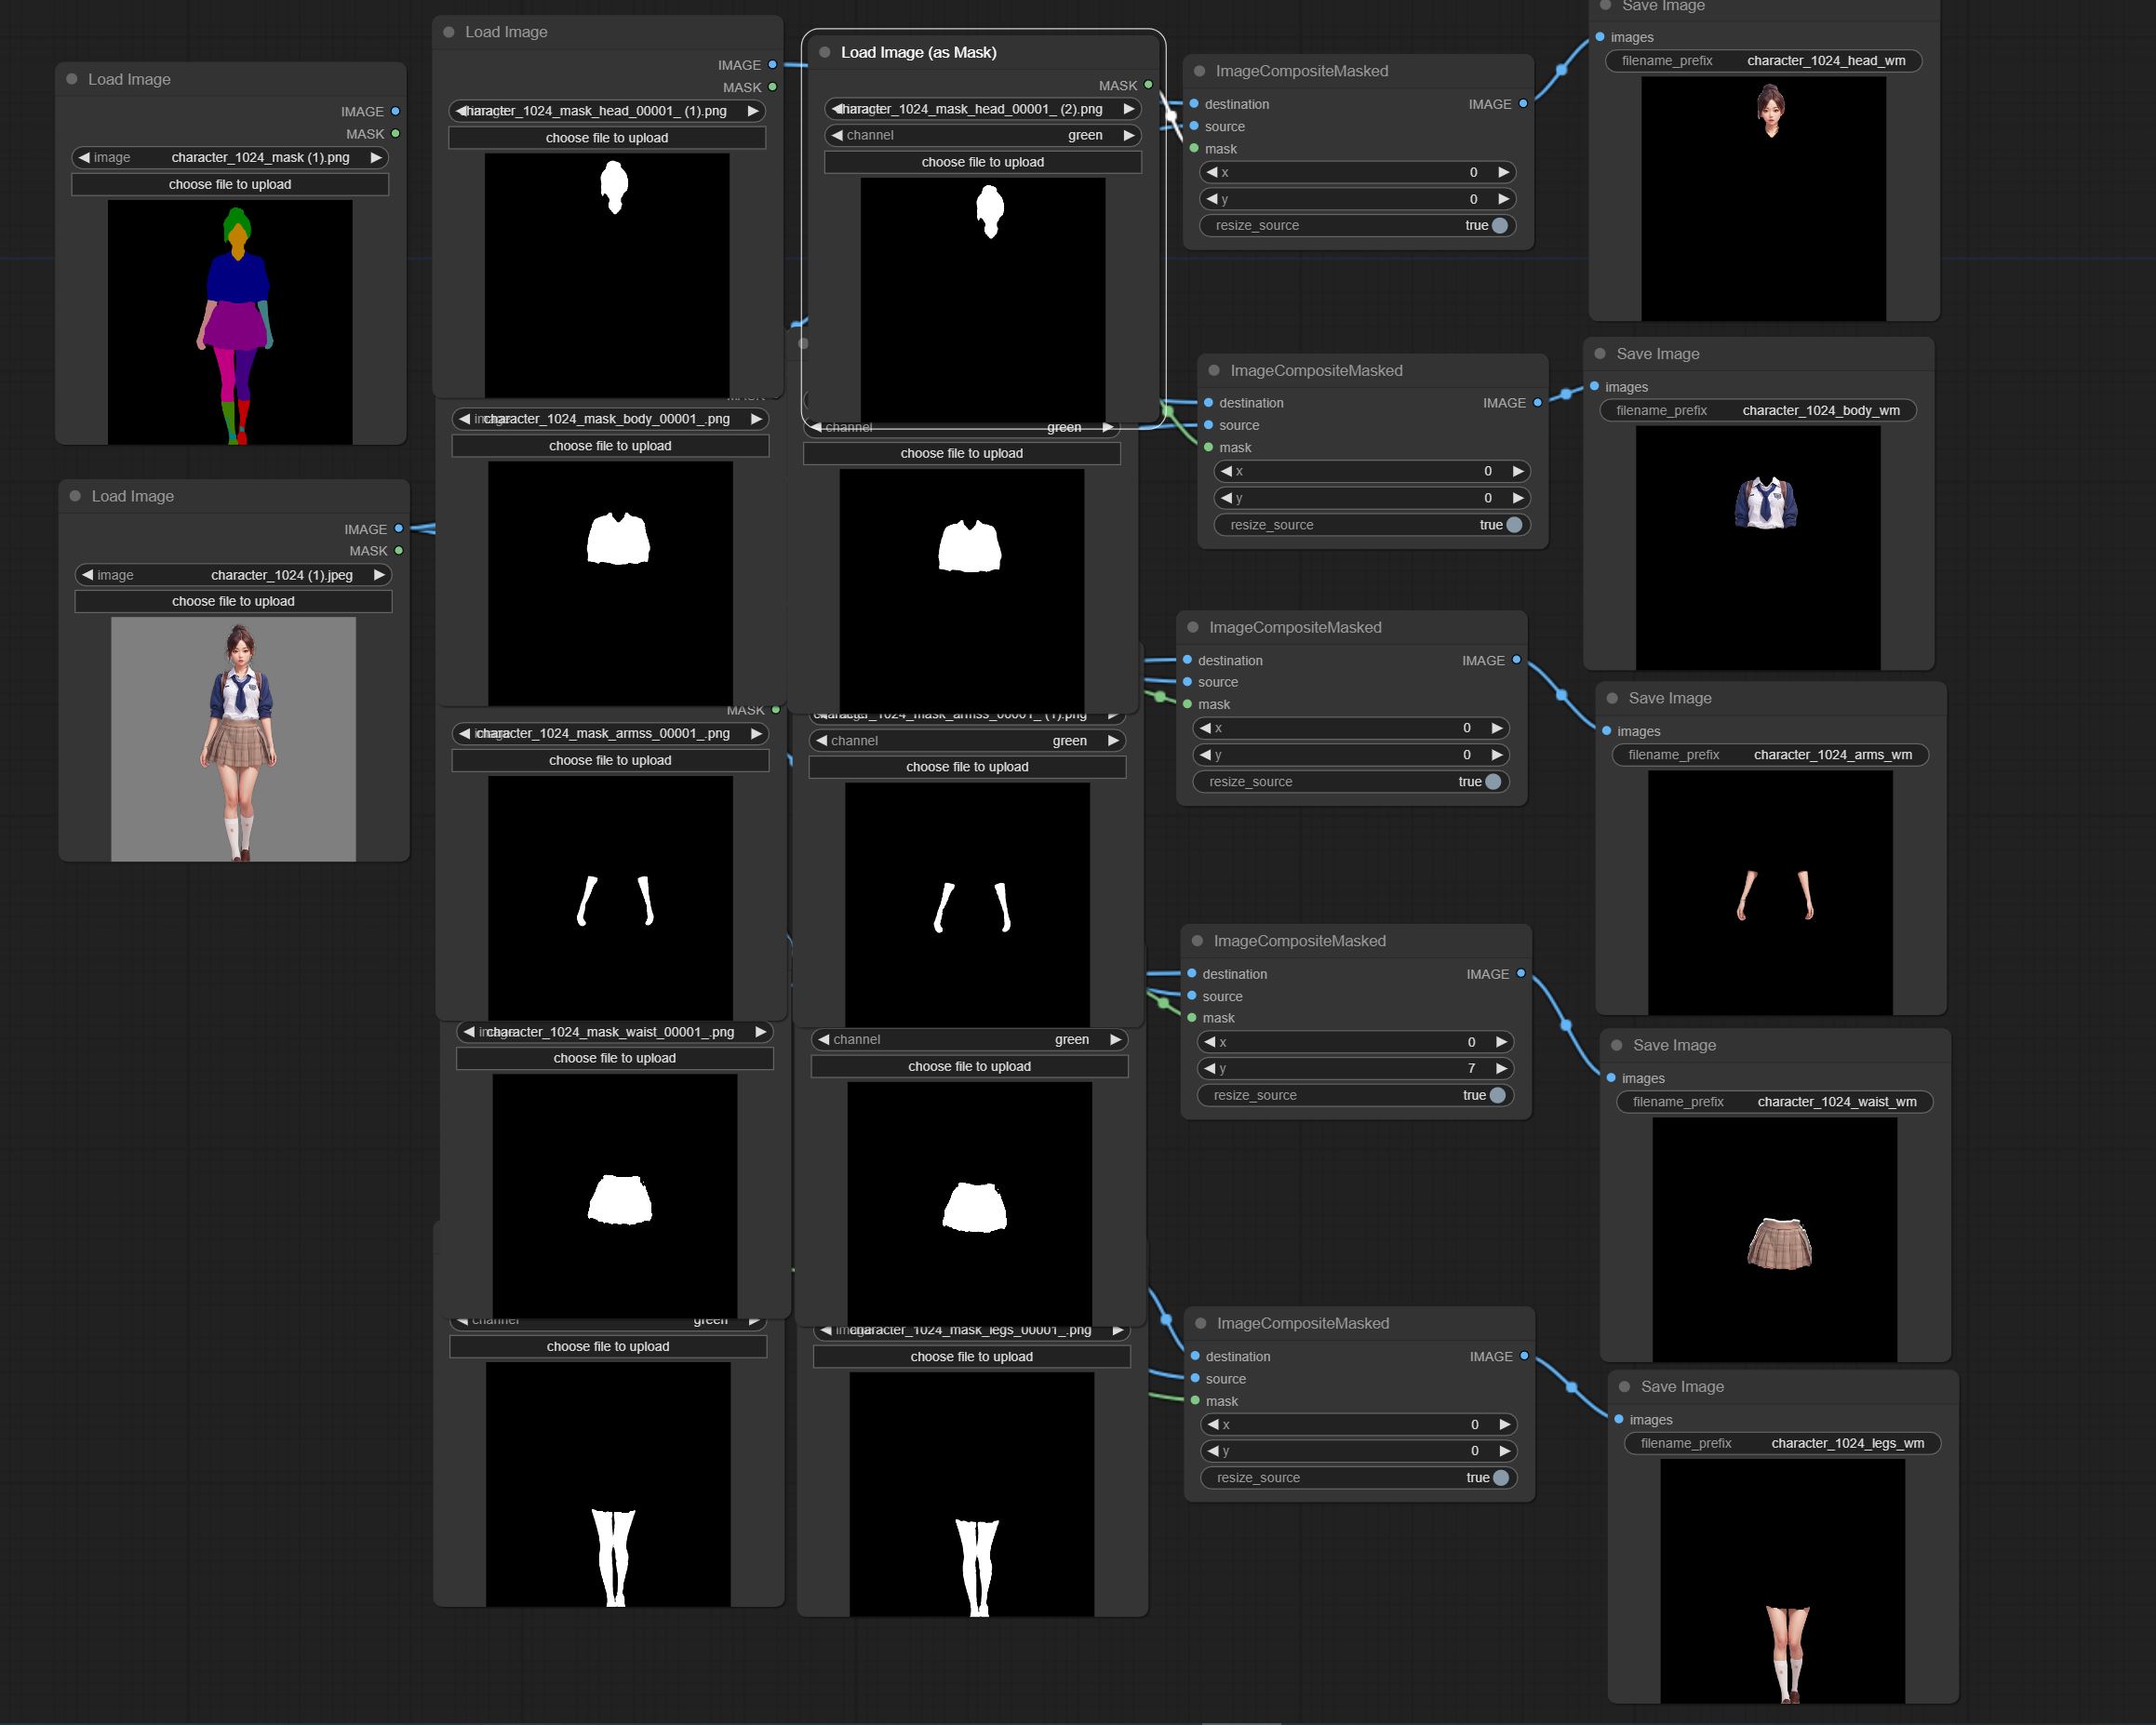 Load Image
IMAGE
MASK
image character_1024_mask (1).png
choose file to upload
Load Image
IMAGE
MASK
image character_1024 (1).jpeg
choose file to upload
Load Image
IMAGE
MASK
character_1024_mask_head_00001_ (1).png
choose file to upload
character_1024_mask_body_00001_.png
choose file to upload
MASK
character_1024_mask_armss_00001_.png
choose file to upload
character_1024_mask_waist_00001_.png
choose file to upload
channel green
choose file to upload
Load Image (as Mask)
MASK
character_1024_mask_head_00001_ (2).png
channel green
choose file to upload
channel green
choose file to upload
character_1024_mask_armss_00001_ (1).png
channel green
choose file to upload
channel green
choose file to upload
character_1024_mask_legs_00001_.png
choose file to upload
ImageCompositeMasked
destination IMAGE
source
mask
x 0
y 0
resize_source true
ImageCompositeMasked
destination IMAGE
source
mask
x 0
y 0
resize_source true
ImageCompositeMasked
destination IMAGE
source
mask
x 0
y 0
resize_source true
ImageCompositeMasked
destination IMAGE
source
mask
x 0
y 7
resize_source true
ImageCompositeMasked
destination IMAGE
source
mask
x 0
y 0
resize_source true
Save Image
images
filename_prefix character_1024_head_wm
Save Image
images
filename_prefix character_1024_body_wm
Save Image
images
filename_prefix character_1024_arms_wm
Save Image
images
filename_prefix character_1024_waist_wm
Save Image
images
filename_prefix character_1024_legs_wm